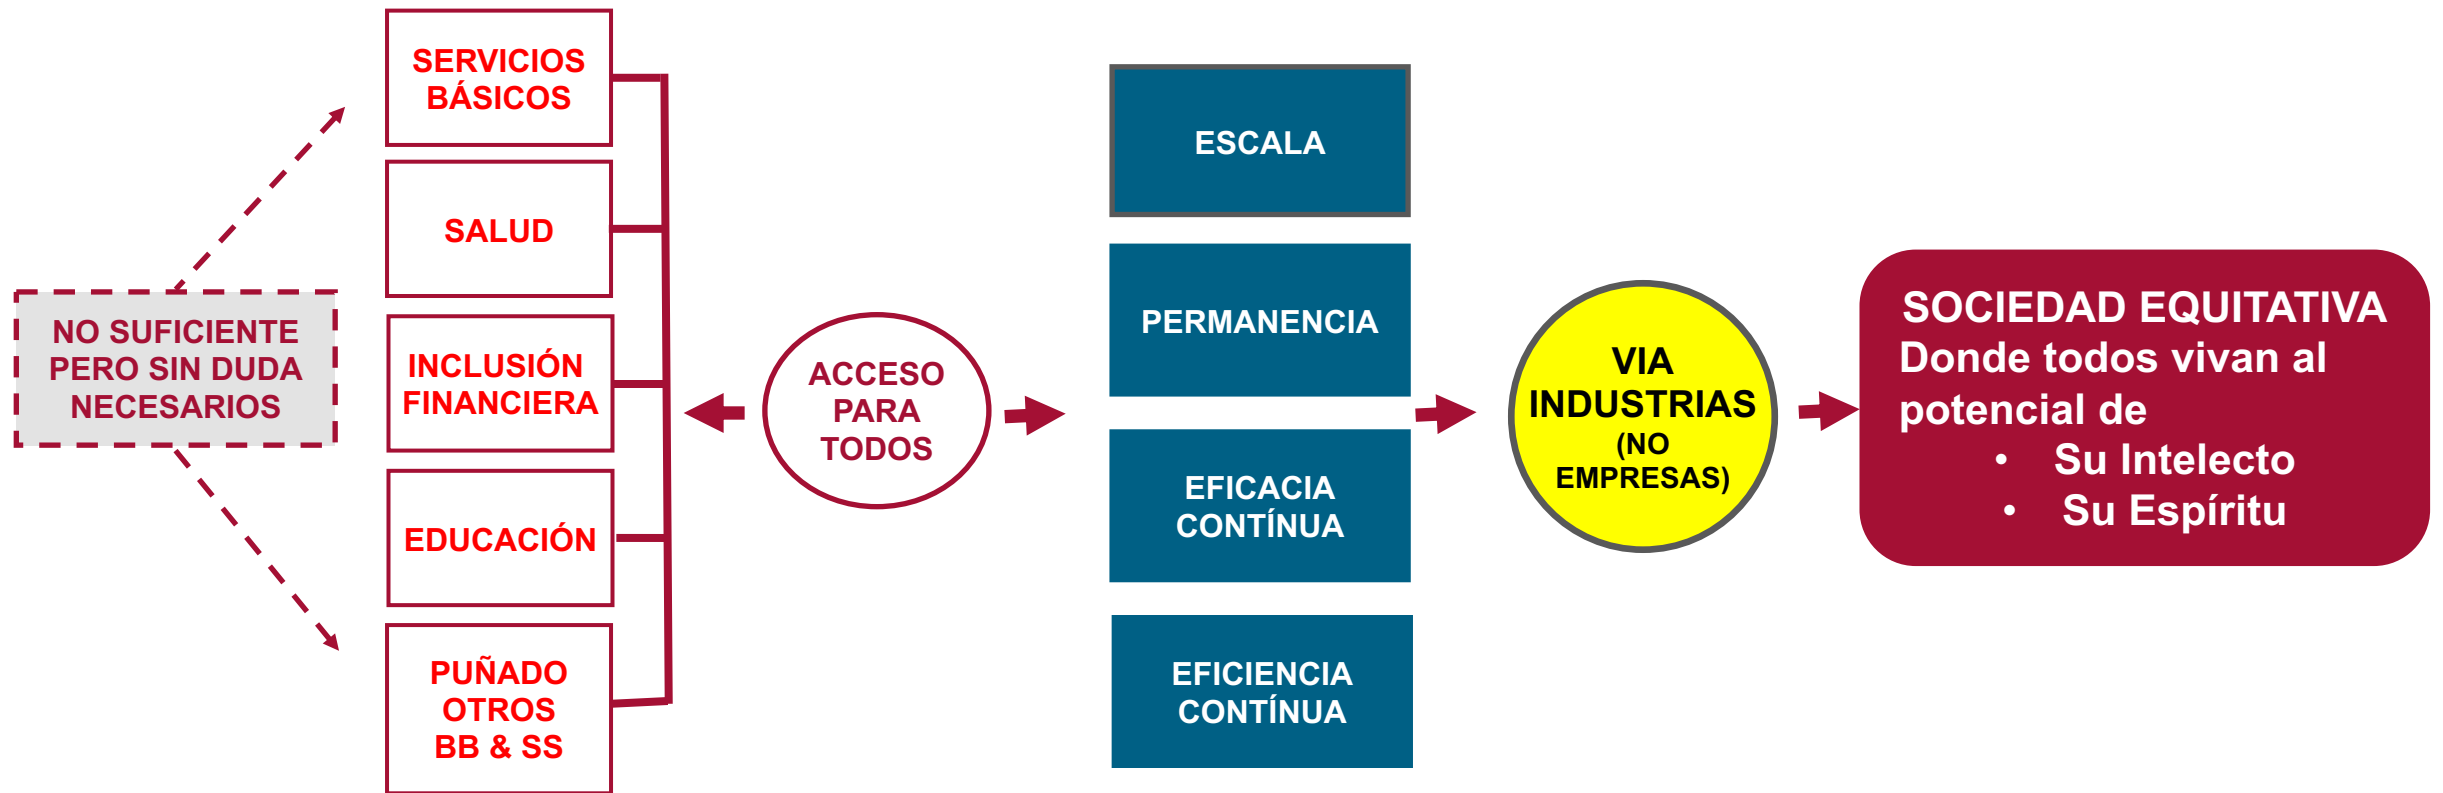 NO SUFICIENTE
PERO SIN DUDA
NECESARIOS
SERVICIOS
BÁSICOS
SALUD
INCLUSIÓN
FINANCIERA
EDUCACIÓN
PUÑADO
OTROS
BB & SS
ACCESO
PARA
TODOS
ESCALA
PERMANENCIA
EFICACIA
CONTÍNUA
EFICIENCIA
CONTÍNUA
VIA
INDUSTRIAS
(NO
EMPRESAS)
SOCIEDAD EQUITATIVA
Donde todos vivan al
potencial de
• Su Intelecto
• Su Espíritu